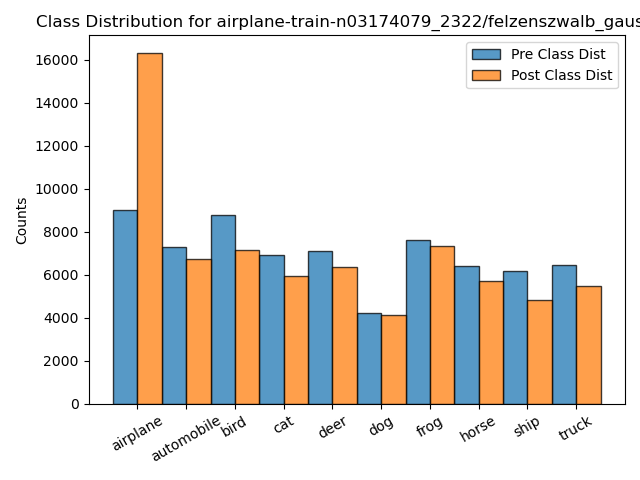 Class Distribution for airplane-train-n03174079_2322/felzenszwalb_gaus
Pre Class Dist
Post Class Dist
Counts
16000
14000
12000
10000
8000
6000
4000
2000
0
airplane
automobile
bird
cat
deer
dog
frog
horse
ship
truck